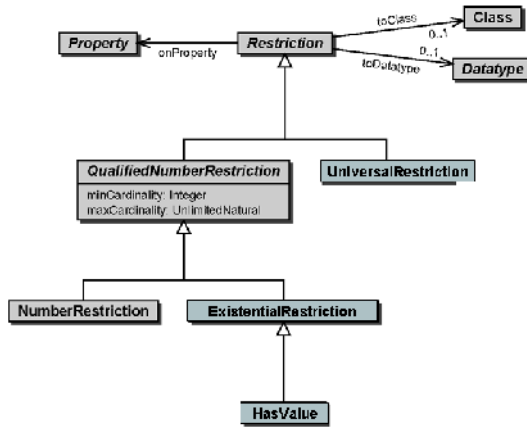 toClass
Class
Property
Restriction
0..1
onProperty
0..1
toDatatype
Datatype
QualifiedNumberRestriction
UniversalRestriction
minCardinality: Integer
maxCardinality: UnlimitedNatural
NumberRestriction
ExistentialRestriction
HasValue